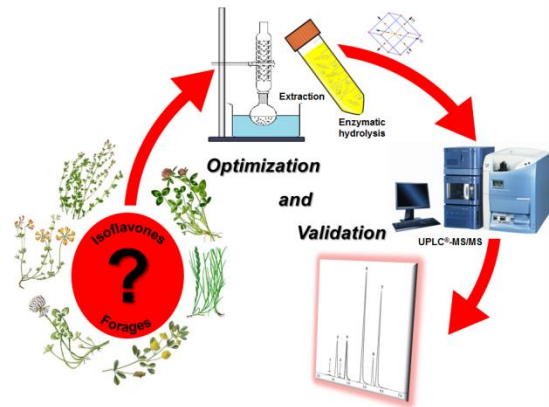 Extraction
Enzymatic
hydrolysis
Optimization
and
Validation
UPLC®-MS/MS
Isoflavones
?
Forages